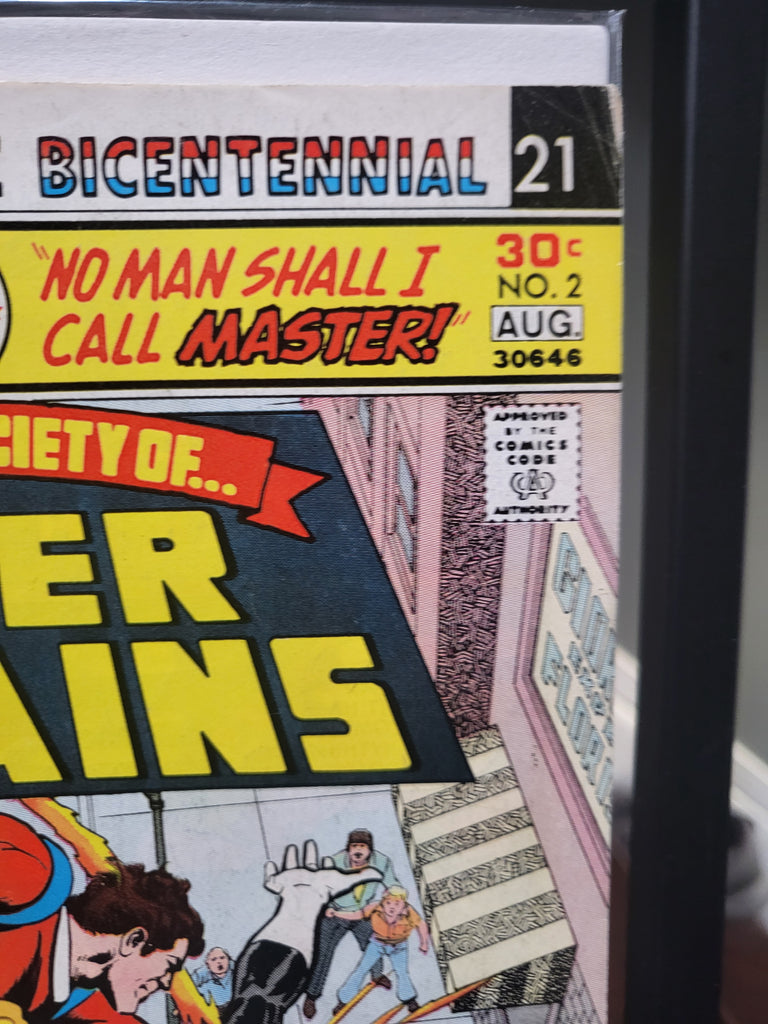 BICENTENNIAL 21
"NO MAN SHALL I
CALL MASTER!"
30¢
NO. 2
AUG.
30646
APPROVED
BY THE
COMICS
CODE
CA
AUTHORITY
CIETY OF...
ER
AINS